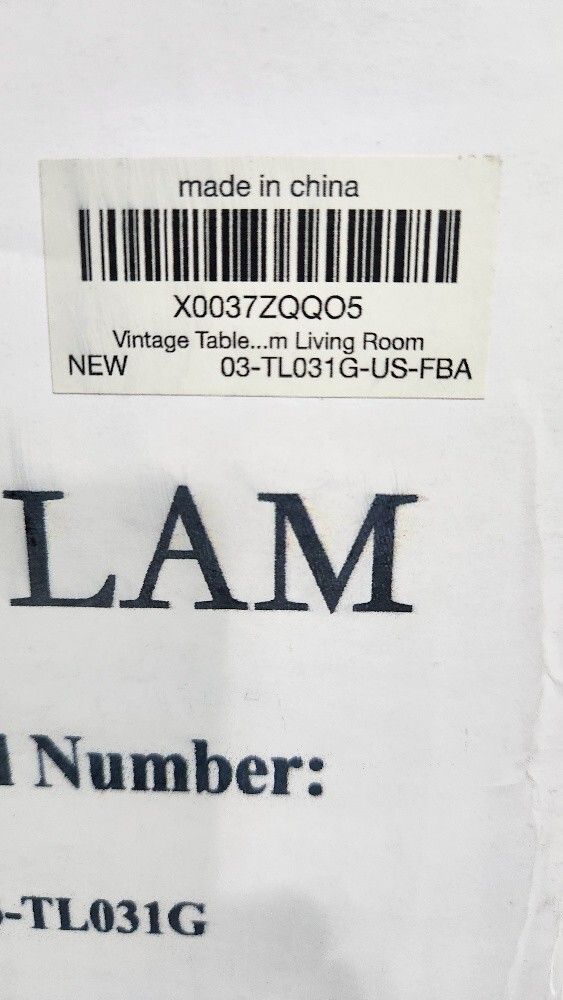 made in china
X0037ZQQO5
Vintage Table...m Living Room
NEW 03-TL031G-US-FBA
LAM
Number:
-TL031G